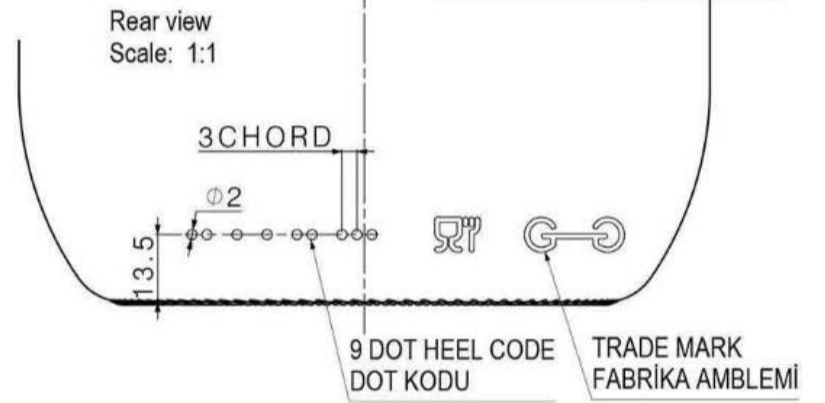 Rear view
Scale: 1:1
3CHORD
⌀2
13.5
9 DOT HEEL CODE
DOT KODU
TRADE MARK
FABRİKA AMBLEMİ